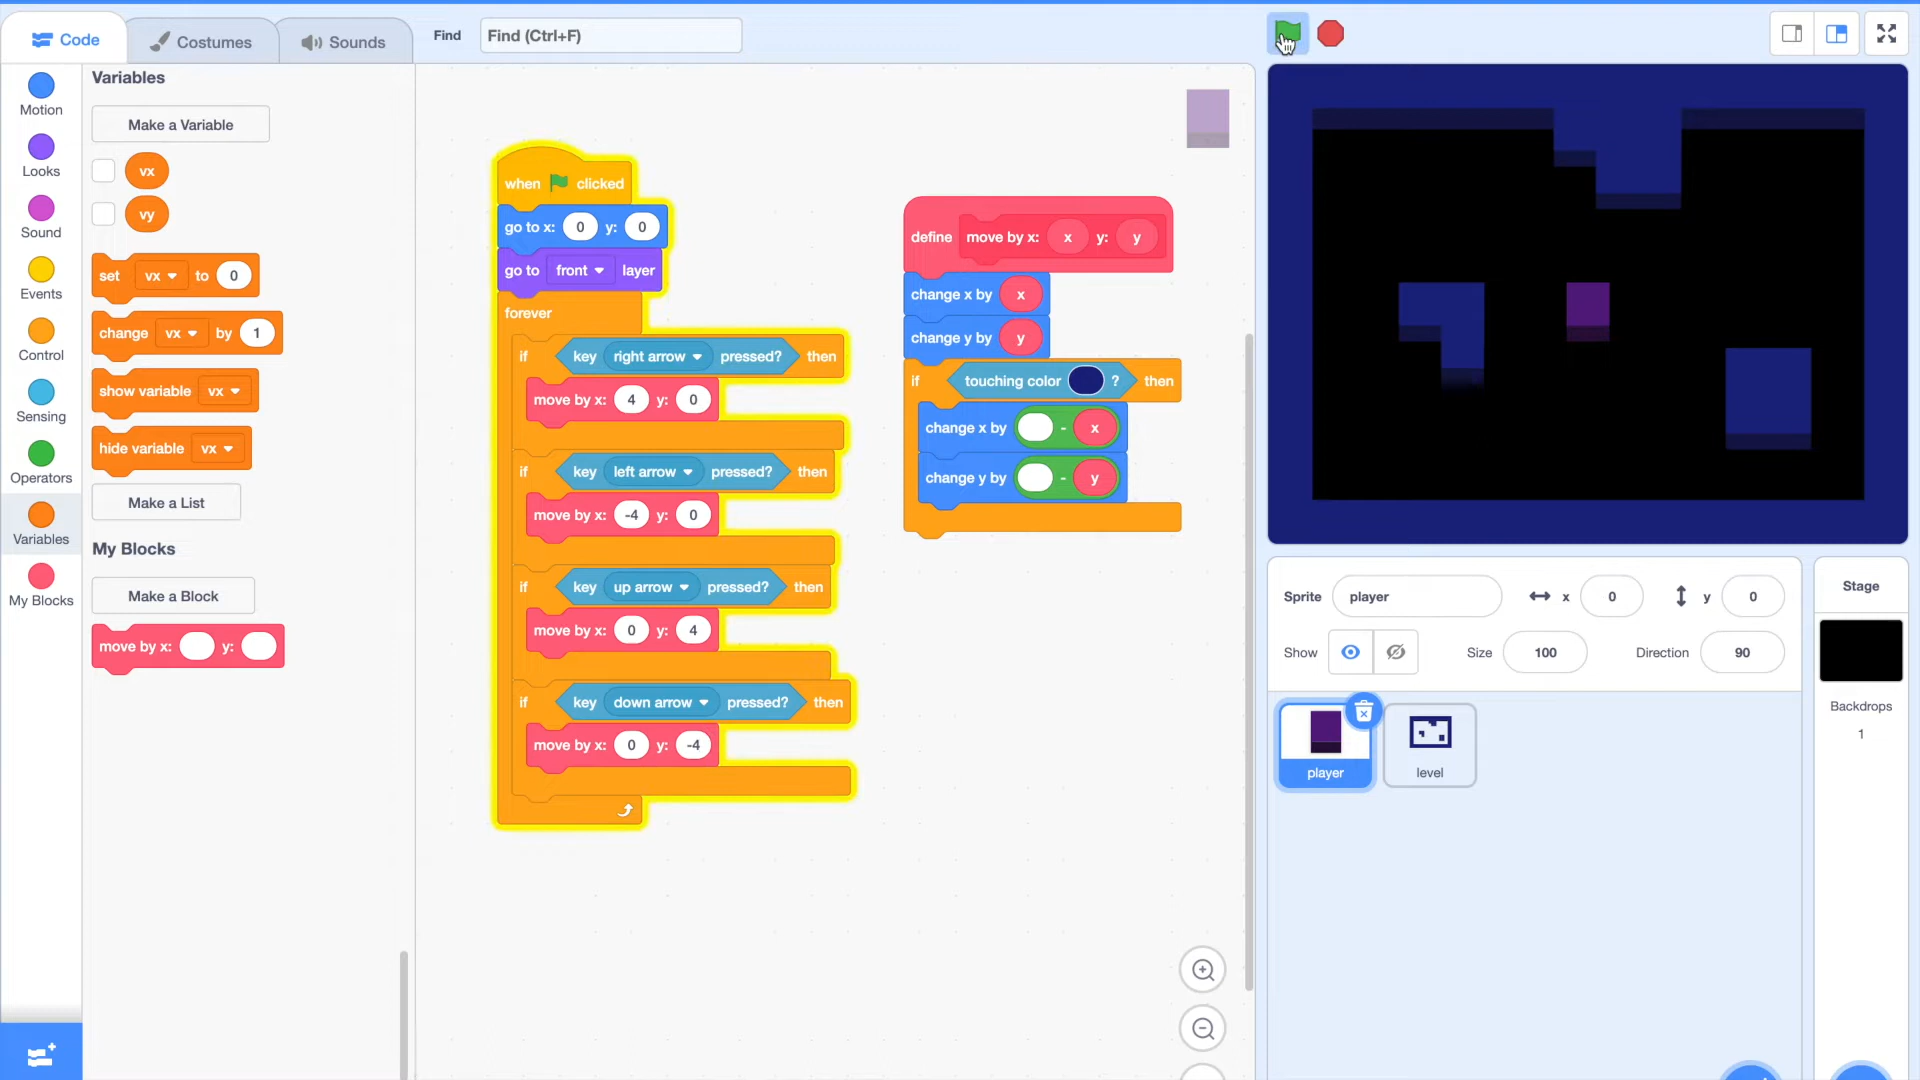 Code
Costumes
Sounds
Find
Find (Ctrl+F)
Motion
Looks
Sound
Events
Control
Sensing
Operators
Variables
My Blocks
Variables
Make a Variable
vx
vy
set vx to 0
change vx by 1
show variable vx
hide variable vx
Make a List
My Blocks
Make a Block
move by x: y:
when clicked
go to x: 0 y: 0
go to front layer
forever
if key right arrow pressed? then
move by x: 4 y: 0
if key left arrow pressed? then
move by x: -4 y: 0
if key up arrow pressed? then
move by x: 0 y: 4
if key down arrow pressed? then
move by x: 0 y: -4
define move by x: x y: y
change x by x
change y by y
if touching color ? then
change x by - x
change y by - y
Sprite player x 0 y 0
Show Size 100 Direction 90
player
level
Stage
Backdrops
1